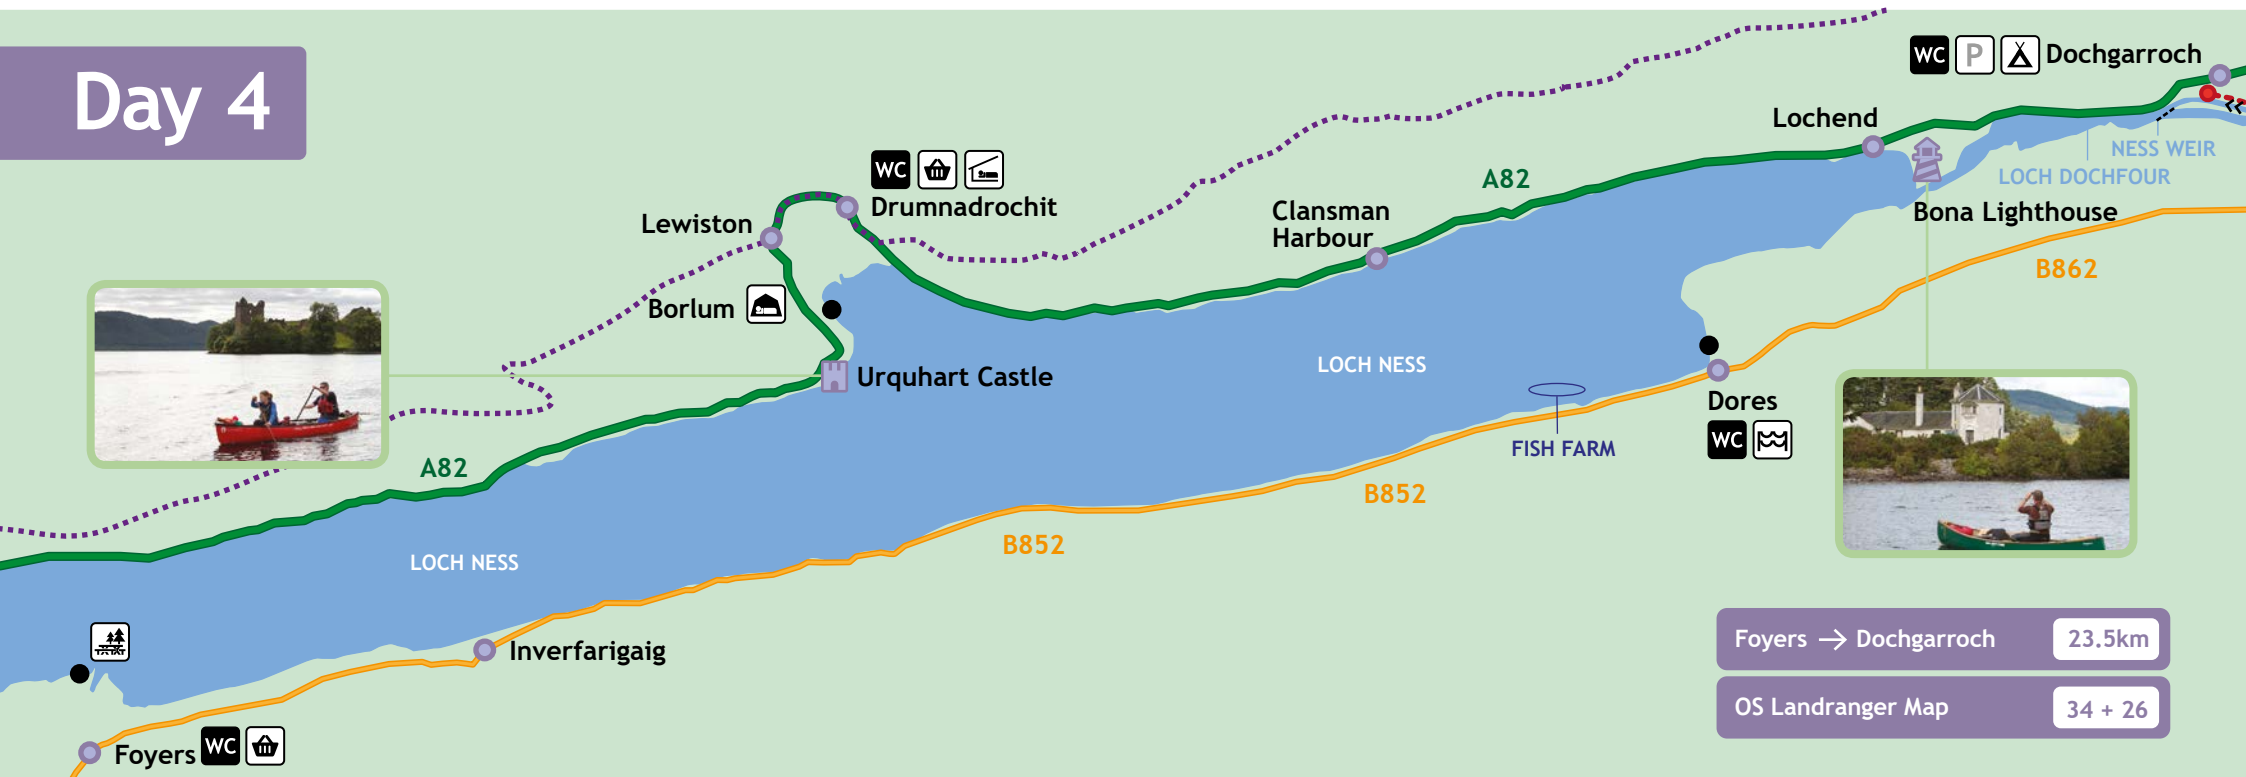 Day 4
WC P Dochgarroch
Lochend
NESS WEIR
LOCH DOCHFOUR
Bona Lighthouse
A82
WC
Drumnadrochit
Lewiston
Clansman
Harbour
B862
Borlum
LOCH NESS
Urquhart Castle
Dores
WC
FISH FARM
A82
B852
B852
LOCH NESS
Inverfarigaig
Foyers → Dochgarroch 23.5km
OS Landranger Map 34 + 26
Foyers WC